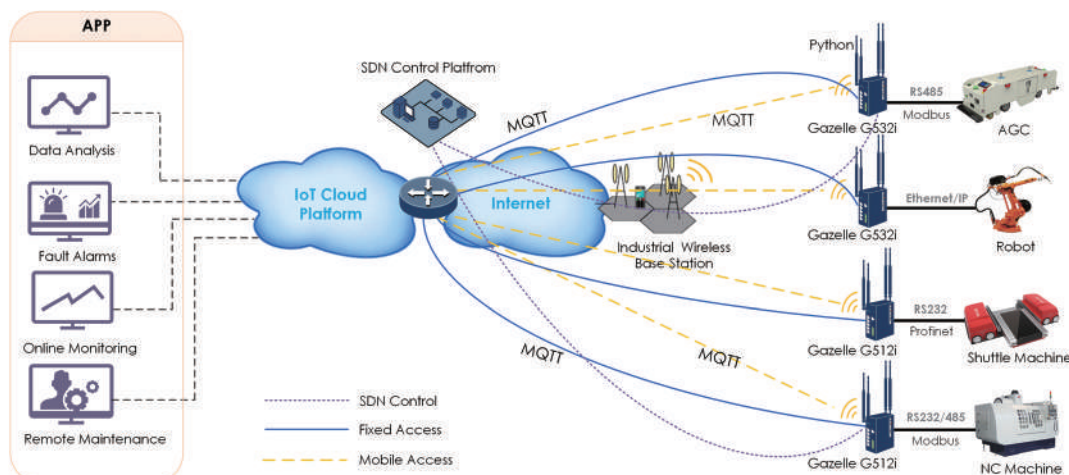 APP
Data Analysis
Fault Alarms
Online Monitoring
Remote Maintenance
SDN Control Platfrom
IoT Cloud
Platform
Internet
Industrial Wireless
Base Station
MQTT
MQTT
MQTT
MQTT
Python
Gazelle G532i
RS485
Modbus
AGC
Gazelle G532i
Ethernet/IP
Robot
Gazelle G512i
RS232
Profinet
Shuttle Machine
Gazelle G512i
RS232/485
Modbus
NC Machine
SDN Control
Fixed Access
Mobile Access